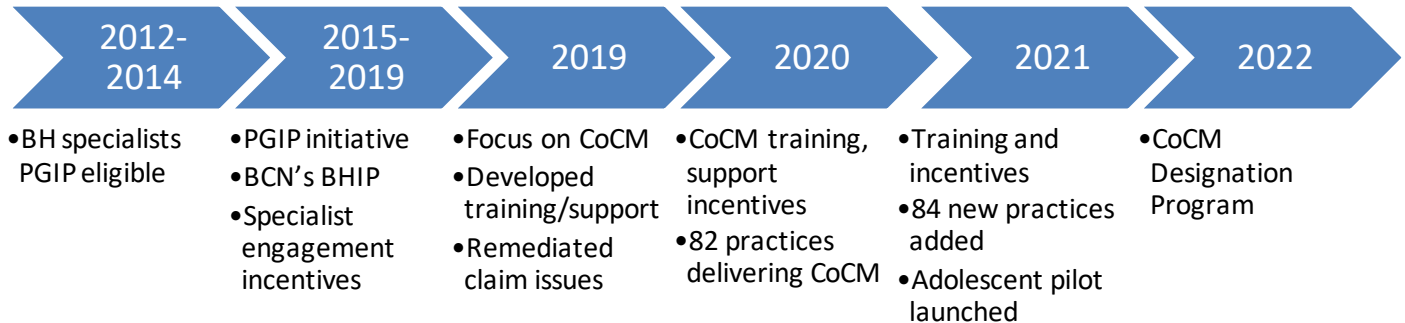 2012-
2014
•BH specialists
PGIP eligible
2015-
2019
•PGIP initiative
•BCN's BHIP
•Specialist
engagement
incentives
2019
•Focus on CoCM
•Developed
training/support
•Remediated
claim issues
2020
•CoCM training,
support
incentives
•82 practices
delivering CoCM
2021
•Training and
incentives
•84 new practices
added
•Adolescent pilot
launched
2022
•CoCM
Designation
Program